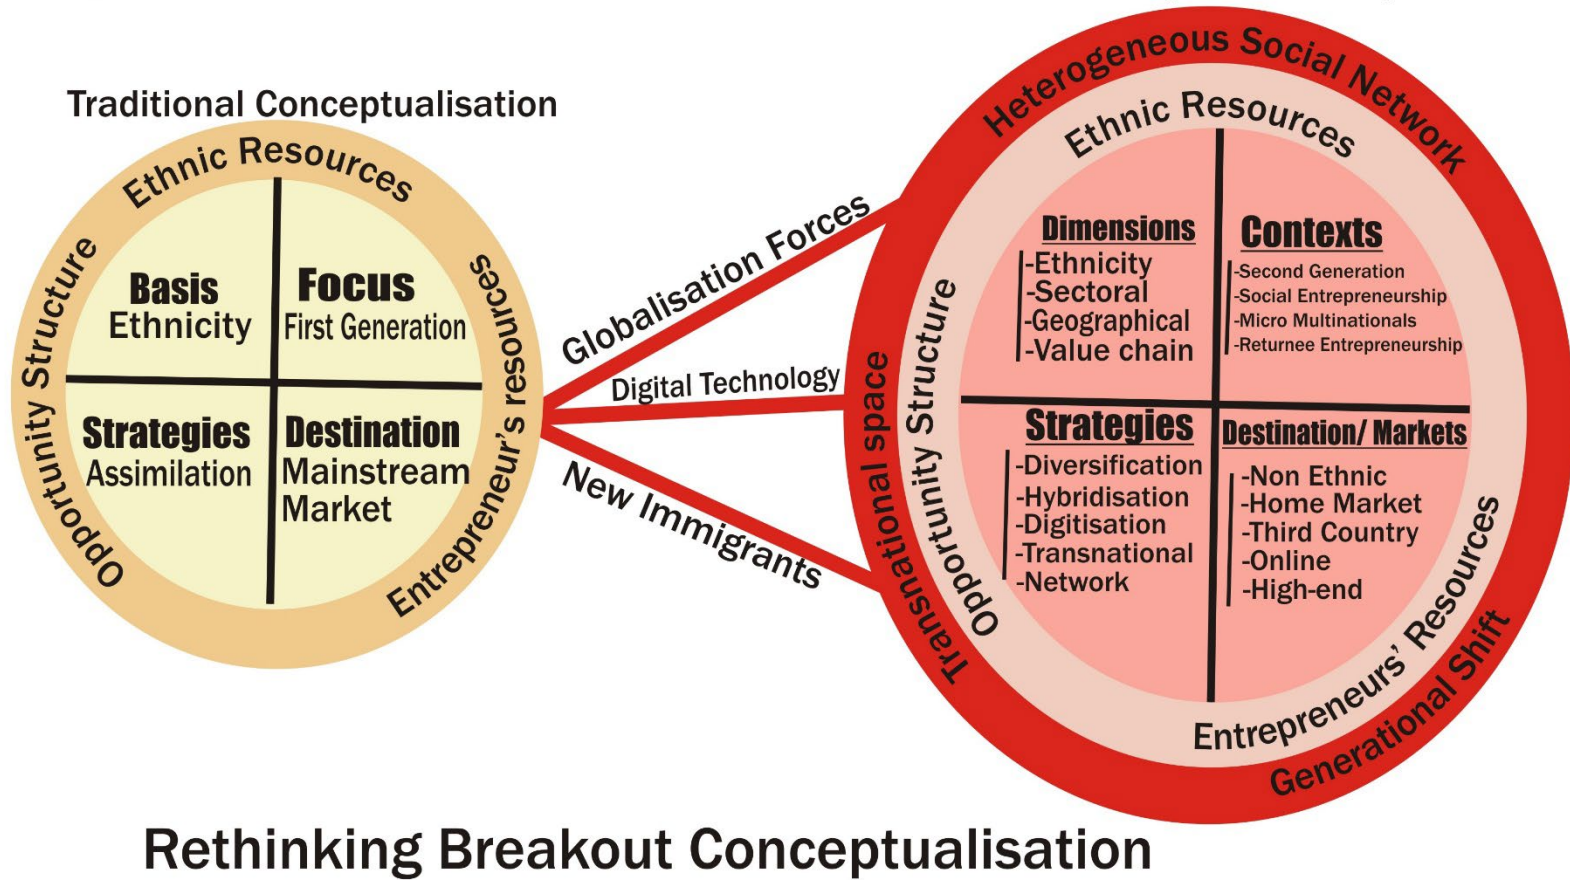 Traditional Conceptualisation
Ethnic Resources
Opportunity Structure
Entrepreneur's resources
Basis
Ethnicity
Focus
First Generation
Strategies
Assimilation
Destination
Mainstream
Market
Globalisation Forces
Digital Technology
New Immigrants
Heterogeneous Social Network
Transnational space
Generational Shift
Ethnic Resources
Opportunity Structure
Entrepreneurs' Resources
Dimensions
-Ethnicity
-Sectoral
-Geographical
-Value chain
Contexts
-Second Generation
-Social Entrepreneurship
-Micro Multinationals
-Returnee Entrepreneurship
Strategies
-Diversification
-Hybridisation
-Digitisation
-Transnational
-Network
Destination/ Markets
-Non Ethnic
-Home Market
-Third Country
-Online
-High-end
Rethinking Breakout Conceptualisation